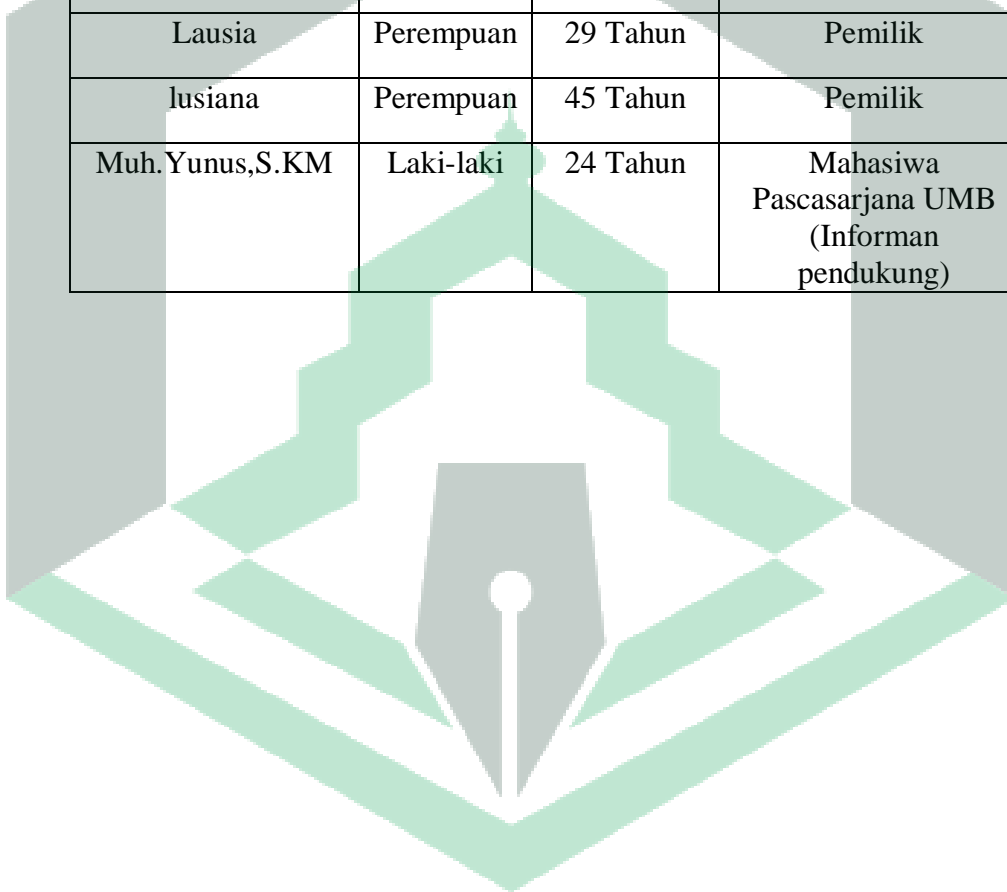 Lausia Perempuan 29 Tahun Pemilik
lusiana Perempuan 45 Tahun Pemilik
Muh.Yunus,S.KM Laki-laki 24 Tahun Mahasiwa
Pascasarjana UMB
(Informan
pendukung)